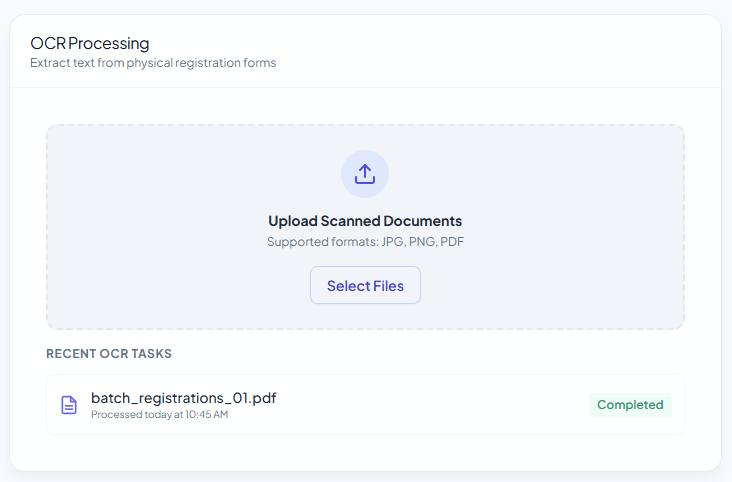 OCR Processing
Extract text from physical registration forms
Upload Scanned Documents
Supported formats: JPG, PNG, PDF
Select Files
RECENT OCR TASKS
batch_registrations_01.pdf
Processed today at 10:45 AM
Completed